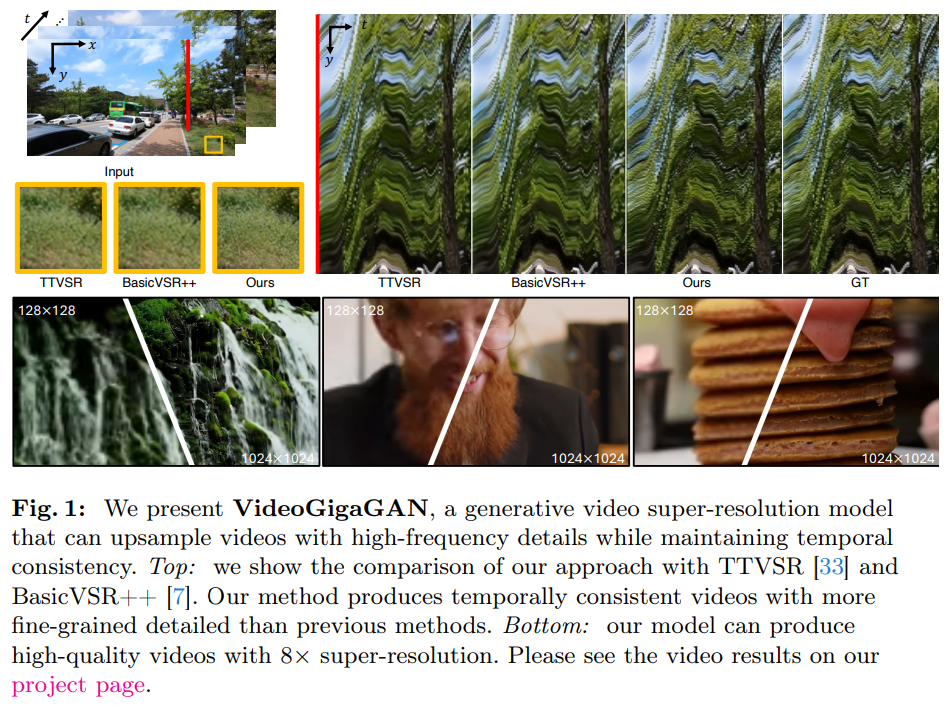 t
x
y
Input
TTVSR BasicVSR++ Ours
t
y
TTVSR BasicVSR++ Ours GT
128×128 1024×1024
128×128 1024×1024
128×128 1024×1024
Fig. 1: We present VideoGigaGAN, a generative video super-resolution model
that can upsample videos with high-frequency details while maintaining temporal
consistency. Top: we show the comparison of our approach with TTVSR [33] and
BasicVSR++ [7]. Our method produces temporally consistent videos with more
fine-grained detailed than previous methods. Bottom: our model can produce
high-quality videos with 8× super-resolution. Please see the video results on our
project page.